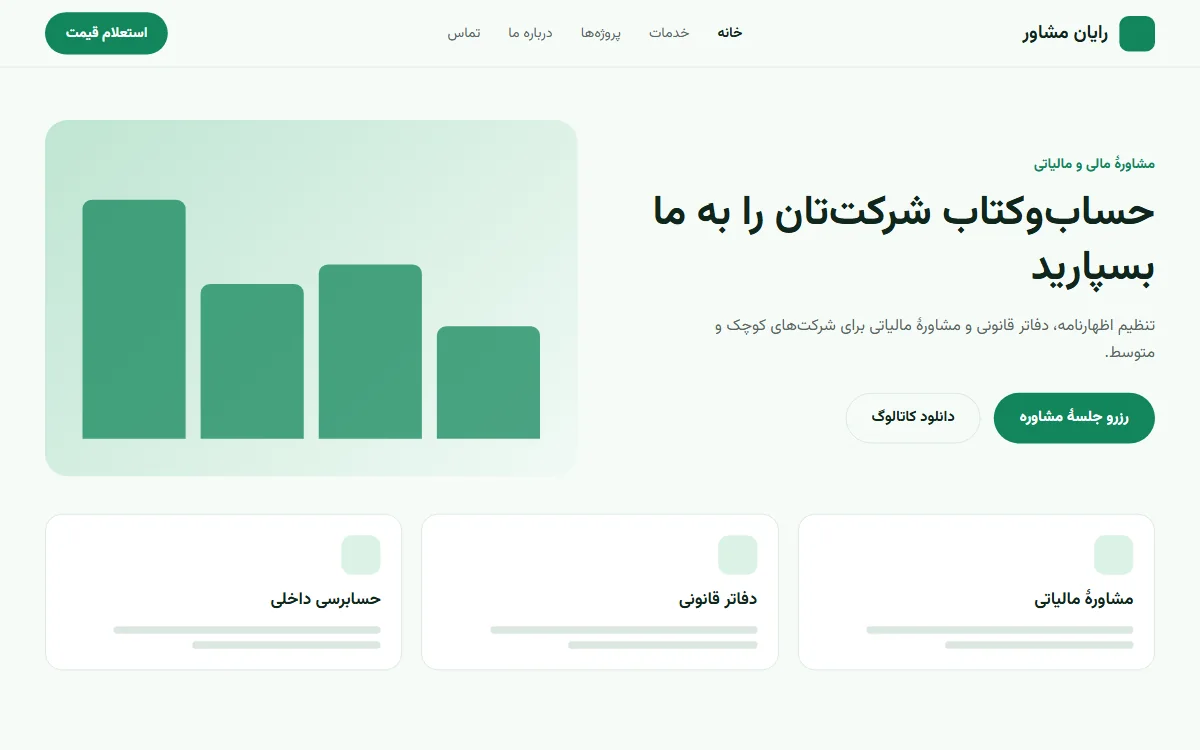 رایان مشاور
خانه
خدمات
پروژه‌ها
درباره ما
تماس
استعلام قیمت
مشاورهٔ مالی و مالیاتی
حساب‌وکتاب شرکت‌تان را به ما
بسپارید
تنظیم اظهارنامه، دفاتر قانونی و مشاورهٔ مالیاتی برای شرکت‌های کوچک و
متوسط.
رزرو جلسهٔ مشاوره
دانلود کاتالوگ
مشاورهٔ مالیاتی
دفاتر قانونی
حسابرسی داخلی